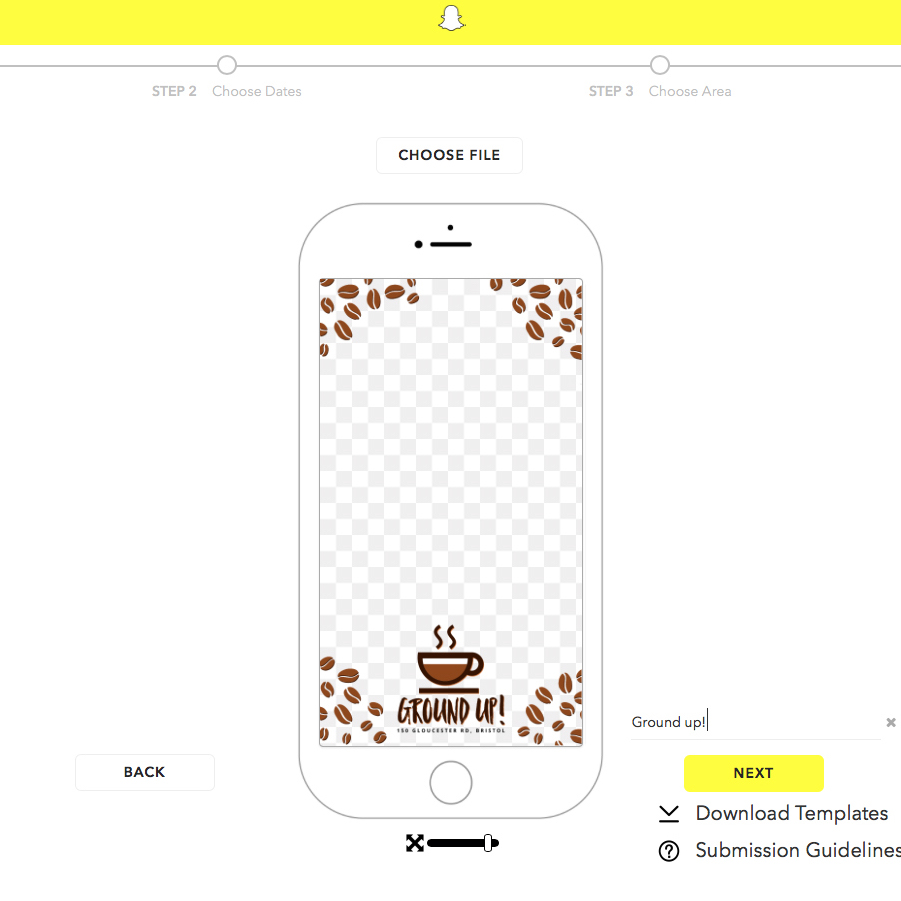 STEP 2 Choose Dates
STEP 3 Choose Area
CHOOSE FILE
GROUND UP!
150 GLOUCESTER RD, BRISTOL
Ground up!
BACK
NEXT
Download Templates
Submission Guidelines